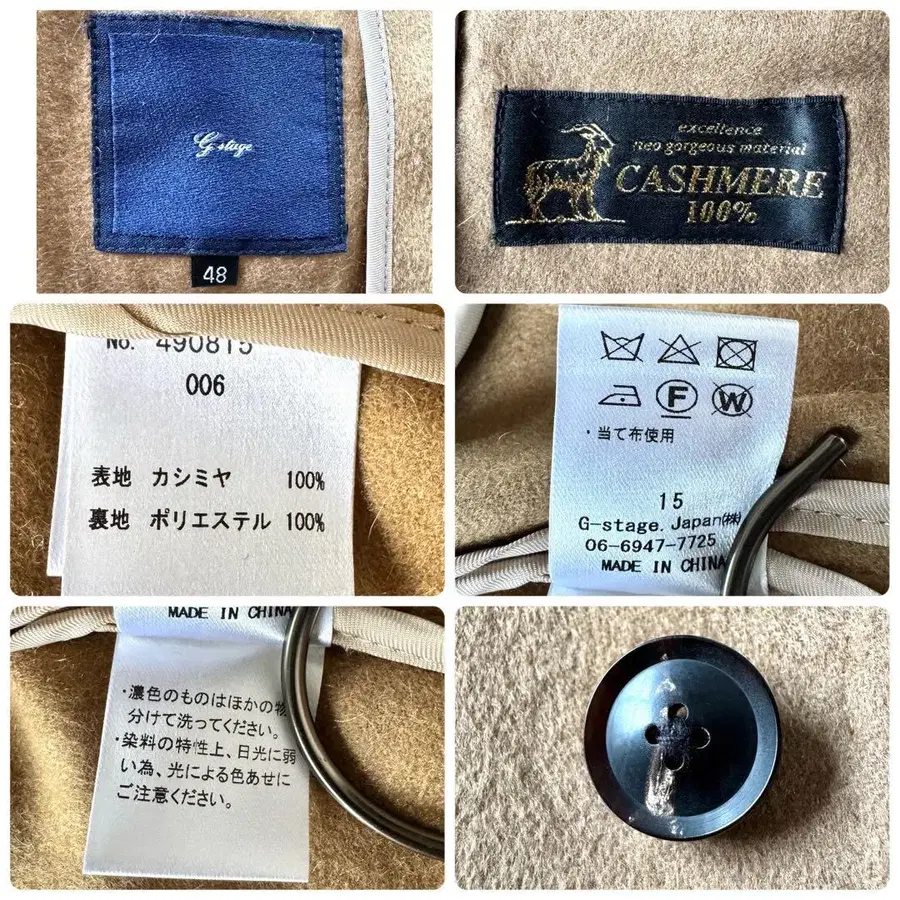 G stage
48
excellence
neo gorgeous material
CASHMERE
100%
No. 490815
006
表地 カシミヤ 100%
裏地 ポリエステル 100%
F W
・当て布使用
15
G-stage.Japan㈱
06-6947-7725
MADE IN CHINA
MADE IN CHINA
・濃色のものはほかの物
分けて洗ってください。
・染料の特性上、日光に弱
い為、光による色あせに
ご注意ください。